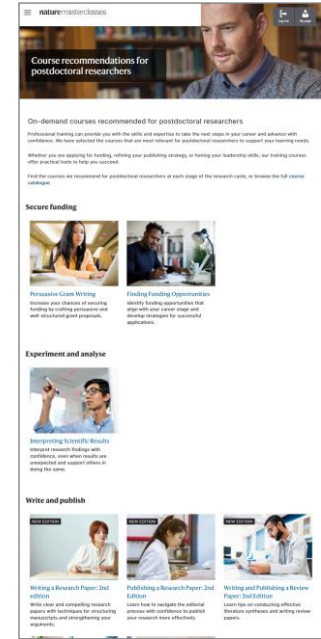 nature masterclasses
Log out
My page
Course recommendations for
postdoctoral researchers
On-demand courses recommended for postdoctoral researchers
Professional training can provide you with the skills and expertise to take the next steps in your career and advance with
confidence. We have selected the courses that are most relevant for postdoctoral researchers to support your learning needs.
Whether you are applying for funding, refining your publishing strategy, or honing your leadership skills, our training courses
offer practical tools to help you succeed.
Find the courses we recommend for postdoctoral researchers at each stage of the research cycle, or browse the full course
catalogue.
Secure funding
Persuasive Grant Writing
Increase your chances of securing
funding by crafting persuasive and
well-structured grant proposals.
Finding Funding Opportunities
Identify funding opportunities that
align with your career stage and
develop strategies for successful
applications.
Experiment and analyse
Interpreting Scientific Results
Interpret research findings with
confidence, even when results are
unexpected and support others in
doing the same.
Write and publish
NEW EDITION
Writing a Research Paper: 2nd
edition
Write clear and compelling research
papers with techniques for structuring
manuscripts and strengthening your
arguments.
NEW EDITION
Publishing a Research Paper: 2nd
Edition
Learn how to navigate the editorial
process with confidence to publish
your research more effectively.
NEW EDITION
Writing and Publishing a Review
Paper: 2nd Edition
Learn tips on conducting effective
literature syntheses and writing review
papers.